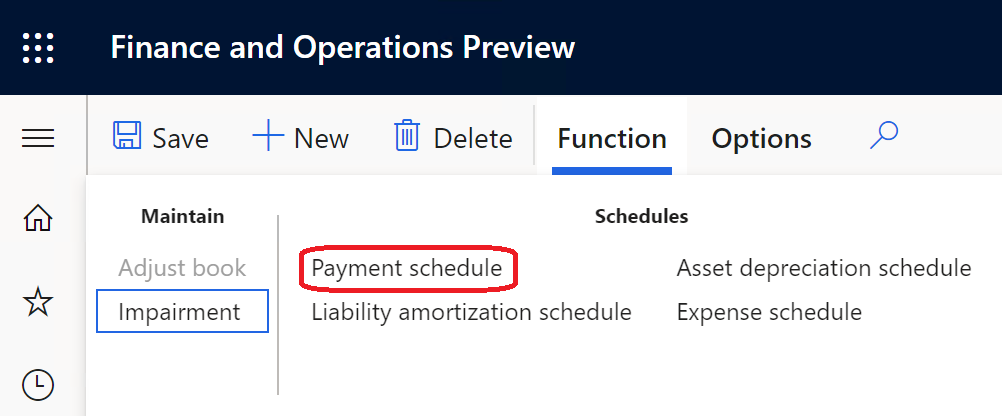 Finance and Operations Preview
Save New Delete Function Options
Maintain Schedules
Adjust book Payment schedule Asset depreciation schedule
Impairment Liability amortization schedule Expense schedule